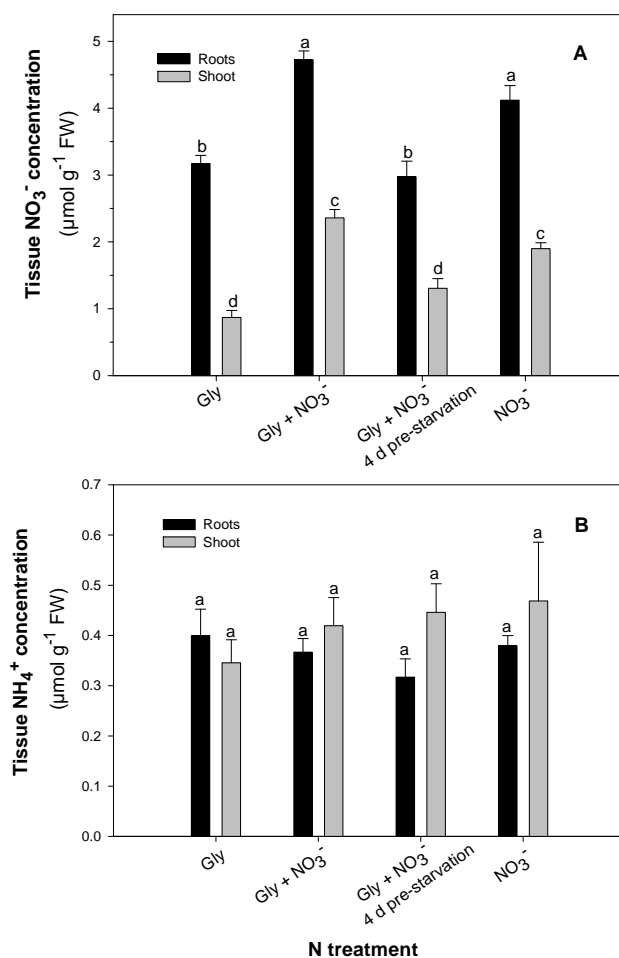 A
Roots
Shoot
Tissue NO₃⁻ concentration
(µmol g⁻¹ FW)
5
4
3
2
1
0
b
d
a
c
b
d
a
c
Gly
Gly + NO₃⁻
Gly + NO₃⁻
4 d pre-starvation
NO₃⁻
B
Roots
Shoot
Tissue NH₄⁺ concentration
(µmol g⁻¹ FW)
0.7
0.6
0.5
0.4
0.3
0.2
0.1
0.0
a
a
a
a
a
a
a
a
Gly
Gly + NO₃⁻
Gly + NO₃⁻
4 d pre-starvation
NO₃⁻
N treatment